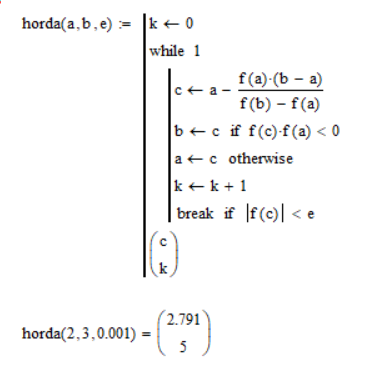 horda(a,b,e) := k ← 0
while 1
c ← a − f(a)·(b − a) / f(b) − f(a)
b ← c if f(c)·f(a) < 0
a ← c otherwise
k ← k + 1
break if |f(c)| < e
(c
k)
horda(2,3,0.001) = (2.791
5)